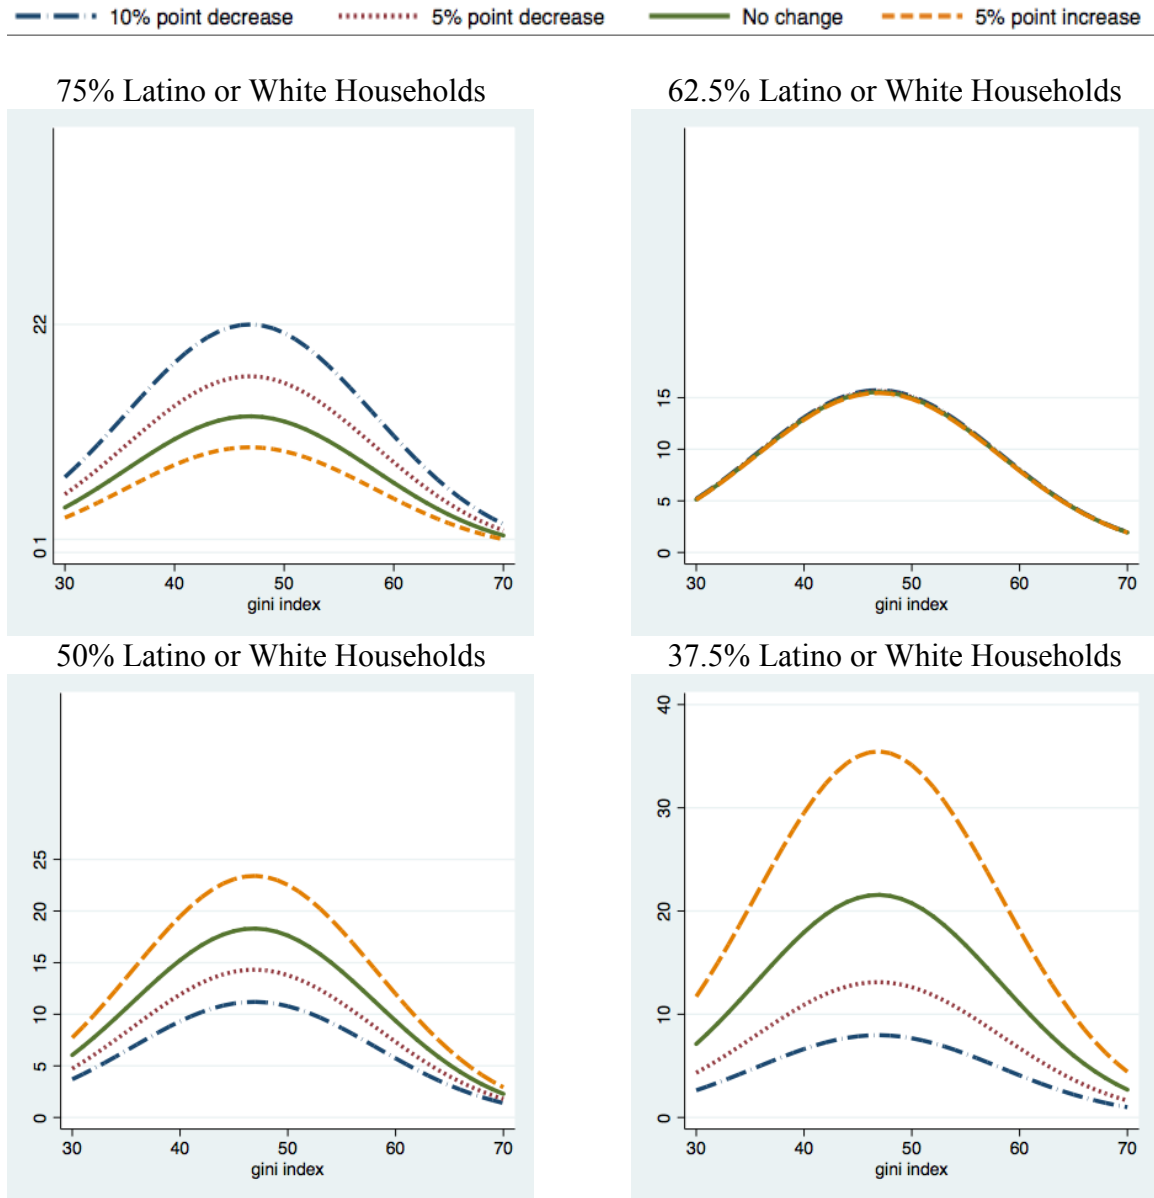 10% point decrease 5% point decrease No change 5% point increase
75% Latino or White Households
22
0 1
30 40 50 60 70
gini index
62.5% Latino or White Households
15
10
5
0
30 40 50 60 70
gini index
50% Latino or White Households
25
20
15
10
5
0
30 40 50 60 70
gini index
37.5% Latino or White Households
40
30
20
10
0
30 40 50 60 70
gini index